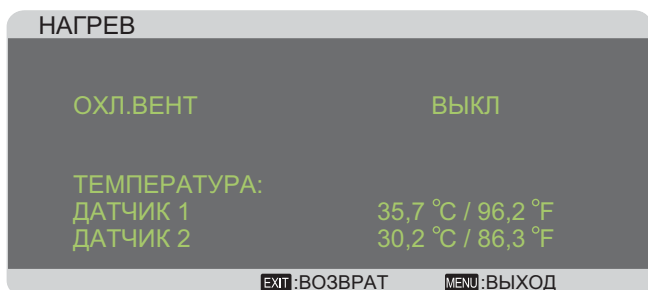 НАГРЕВ
ОХЛ.ВЕНТ ВЫКЛ
ТЕМПЕРАТУРА:
ДАТЧИК 1 35,7 °C / 96,2 °F
ДАТЧИК 2 30,2 °C / 86,3 °F
EXIT:ВОЗВРАТ MENU:ВЫХОД